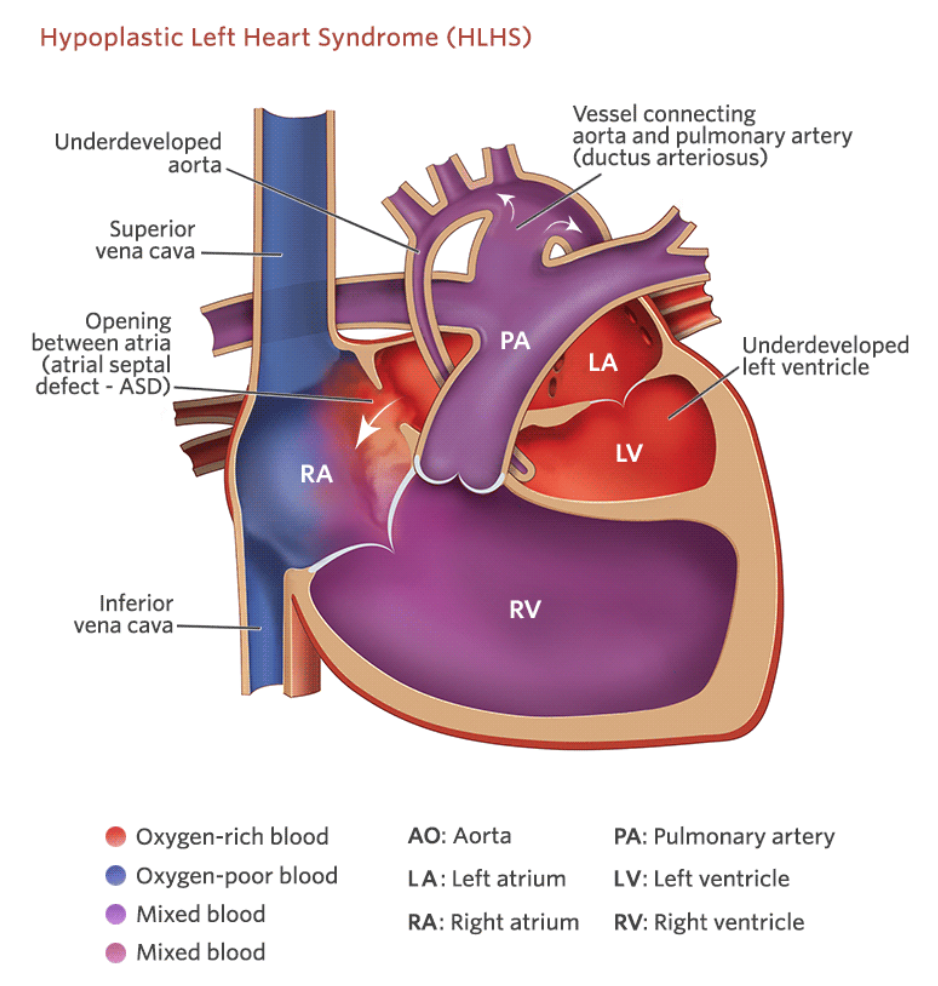 Hypoplastic Left Heart Syndrome (HLHS)
Vessel connecting
aorta and pulmonary artery
(ductus arteriosus)
Underdeveloped
aorta
Superior
vena cava
Opening
between atria
(atrial septal
defect - ASD)
Underdeveloped
left ventricle
PA
LA
LV
RA
RV
Inferior
vena cava
Oxygen-rich blood
Oxygen-poor blood
Mixed blood
Mixed blood
AO: Aorta
LA: Left atrium
RA: Right atrium
PA: Pulmonary artery
LV: Left ventricle
RV: Right ventricle